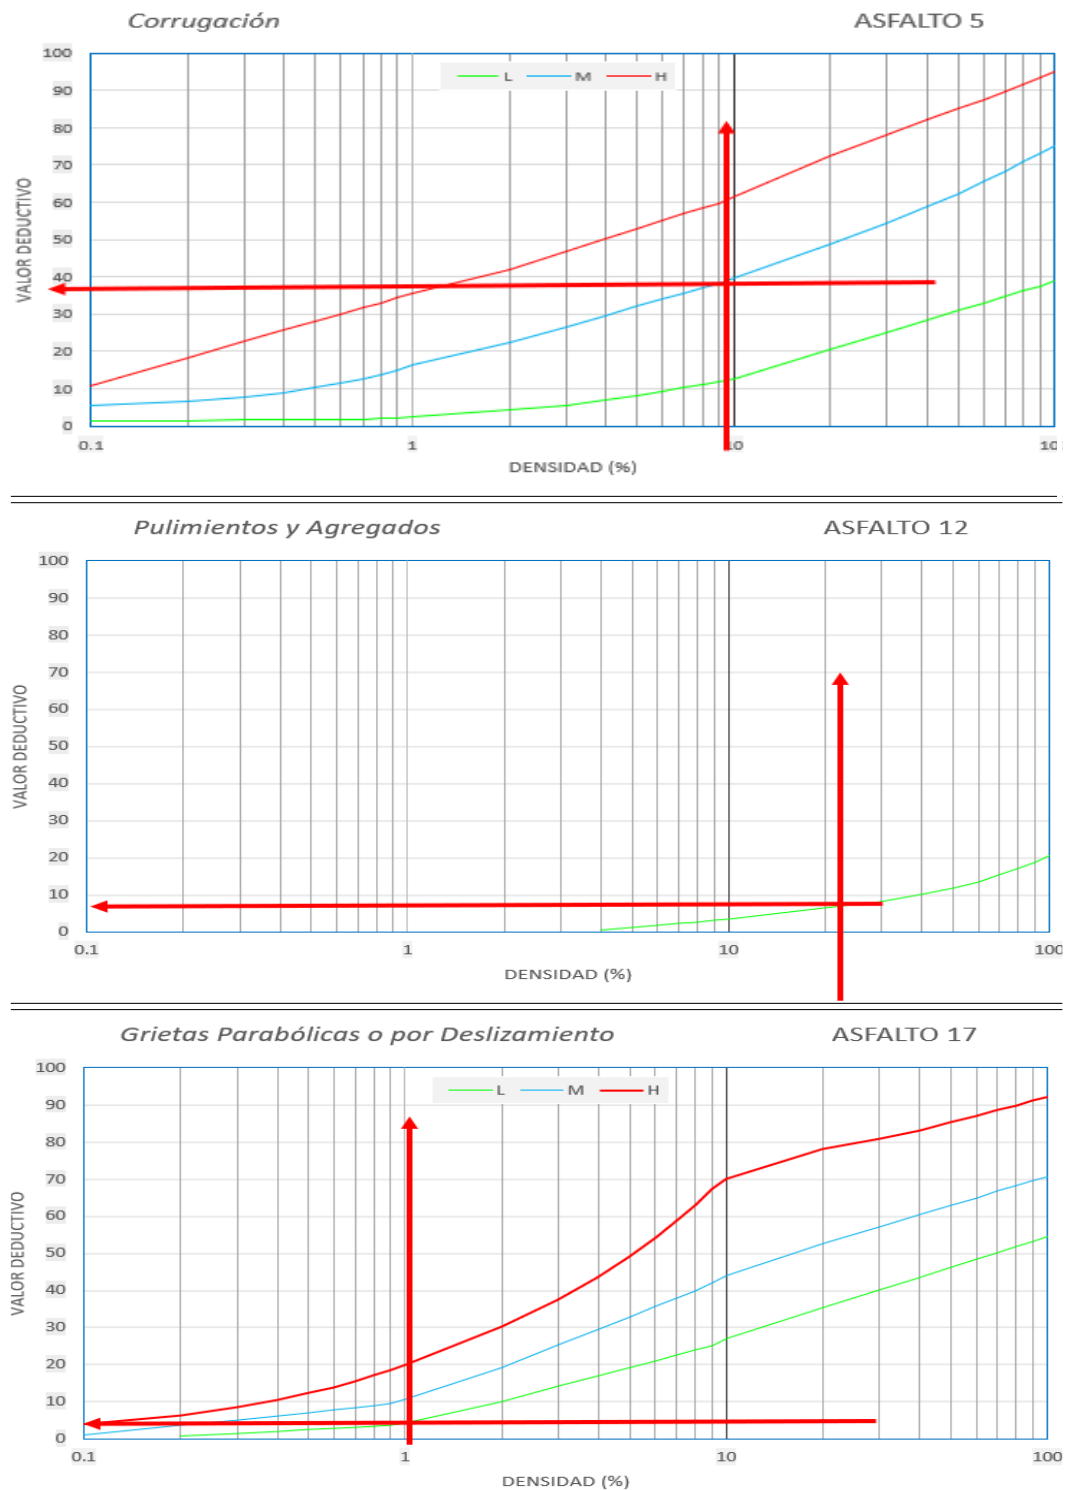 Corrugación ASFALTO 5
L M H
100
90
80
70
60
50
40
30
20
10
0
VALOR DEDUCTIVO
0.1 1 10 10
DENSIDAD (%)
Pulimientos y Agregados ASFALTO 12
100
90
80
70
60
50
40
30
20
10
0
VALOR DEDUCTIVO
0.1 1 10 100
DENSIDAD (%)
Grietas Parabólicas o por Deslizamiento ASFALTO 17
L M H
100
90
80
70
60
50
40
30
20
10
0
VALOR DEDUCTIVO
0.1 1 10 100
DENSIDAD (%)